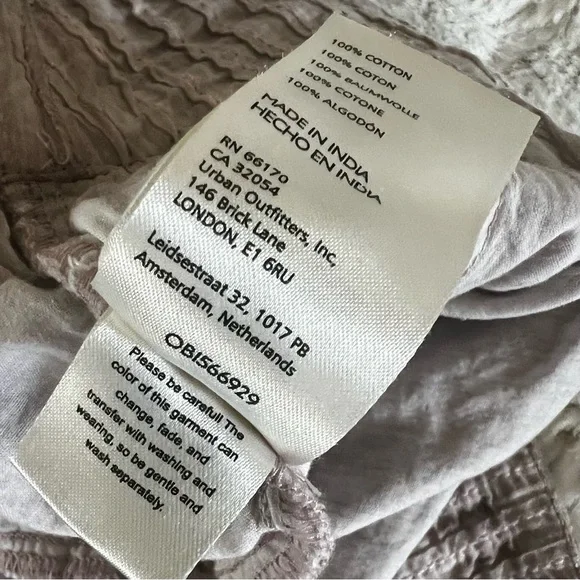 100% COTTON
100% COTON
100% BAUMWOLLE
100% COTONE
100% ALGODÓN
MADE IN INDIA
HECHO EN INDIA
RN 66170
CA 32054
Urban Outfitters, Inc,
146 Brick Lane
LONDON, E1 6RU
Leidsestraat 32, 1017 PB
Amsterdam, Netherlands
OB1566929
Please be careful! The
color of this garment can
change, fade, and
transfer with washing and
wearing, so be gentle and
wash separately.